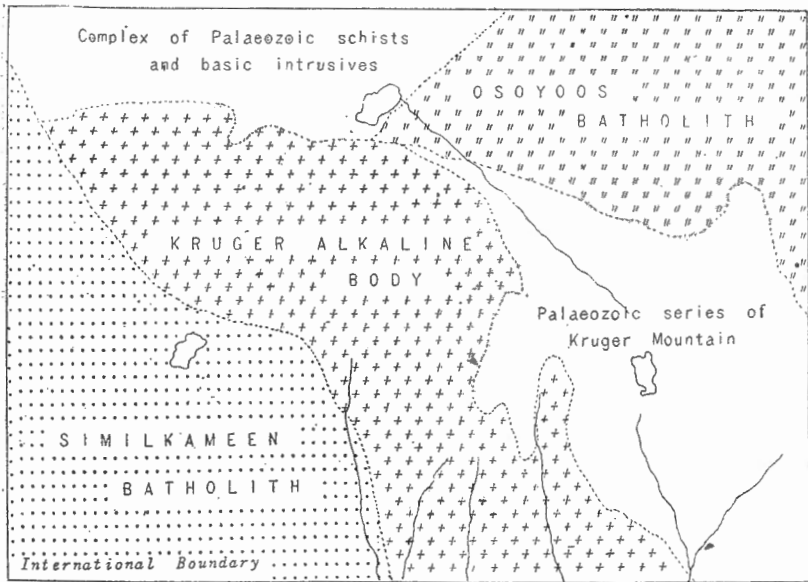 Complex of Palaeozoic schists
and basic intrusives
OSOYOOS
BATHOLITH
KRUGER ALKALINE
BODY
Palaeozoic series of
Kruger Mountain
SIMILKAMEEN
BATHOLITH
International Boundary